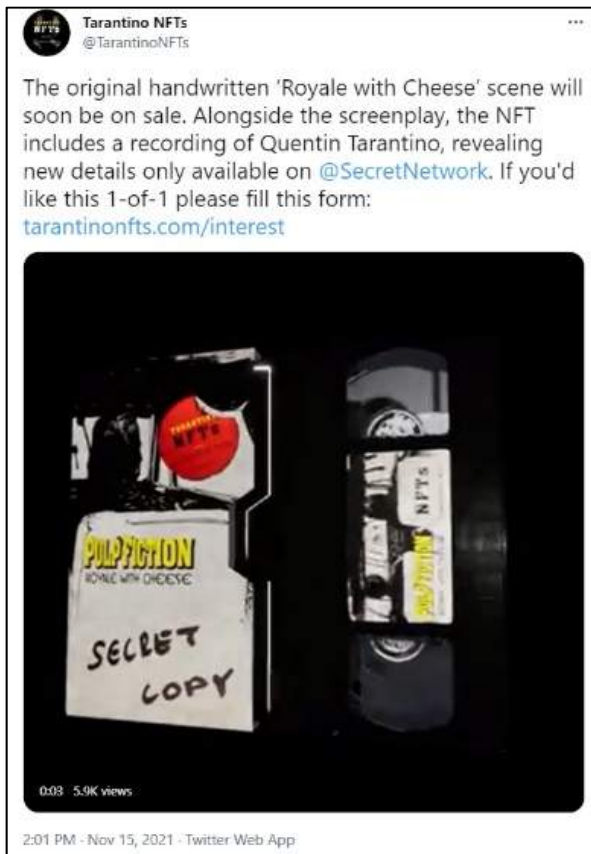 Tarantino NFTs
@TarantinoNFTs
The original handwritten 'Royale with Cheese' scene will
soon be on sale. Alongside the screenplay, the NFT
includes a recording of Quentin Tarantino, revealing
new details only available on @SecretNetwork. If you'd
like this 1-of-1 please fill this form:
tarantinonfts.com/interest
TARANTINO
NFTs
PULP FICTION
ROYALE WITH CHEESE
SECRET
COPY
PULP FICTION
NFTs
0:03 5.9K views
2:01 PM · Nov 15, 2021 · Twitter Web App